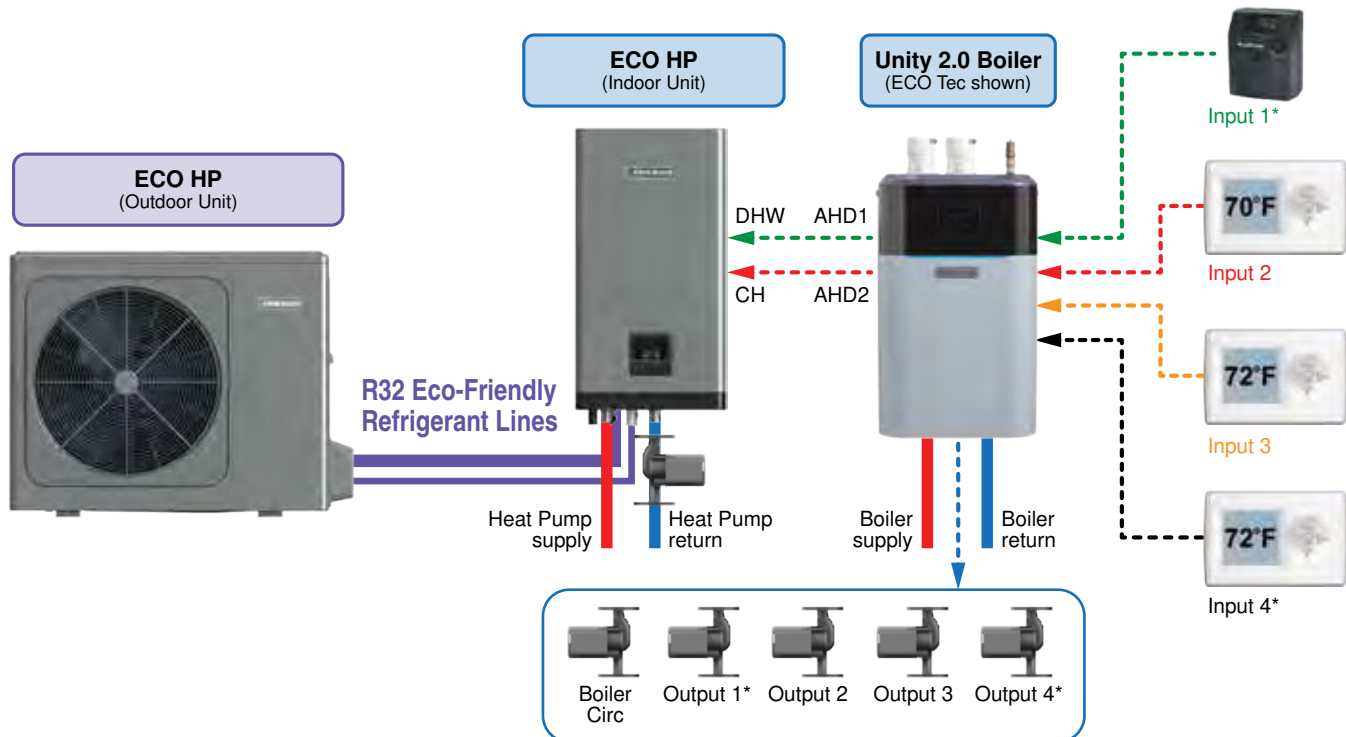 ECO HP
(Indoor Unit)
Unity 2.0 Boiler
(ECO Tec shown)
Input 1*
ECO HP
(Outdoor Unit)
DHW
AHD1
70°F
CH
AHD2
Input 2
R32 Eco-Friendly
Refrigerant Lines
72°F
Input 3
Heat Pump
supply
Heat Pump
return
Boiler
supply
Boiler
return
72°F
Input 4*
Boiler
Circ
Output 1*
Output 2
Output 3
Output 4*